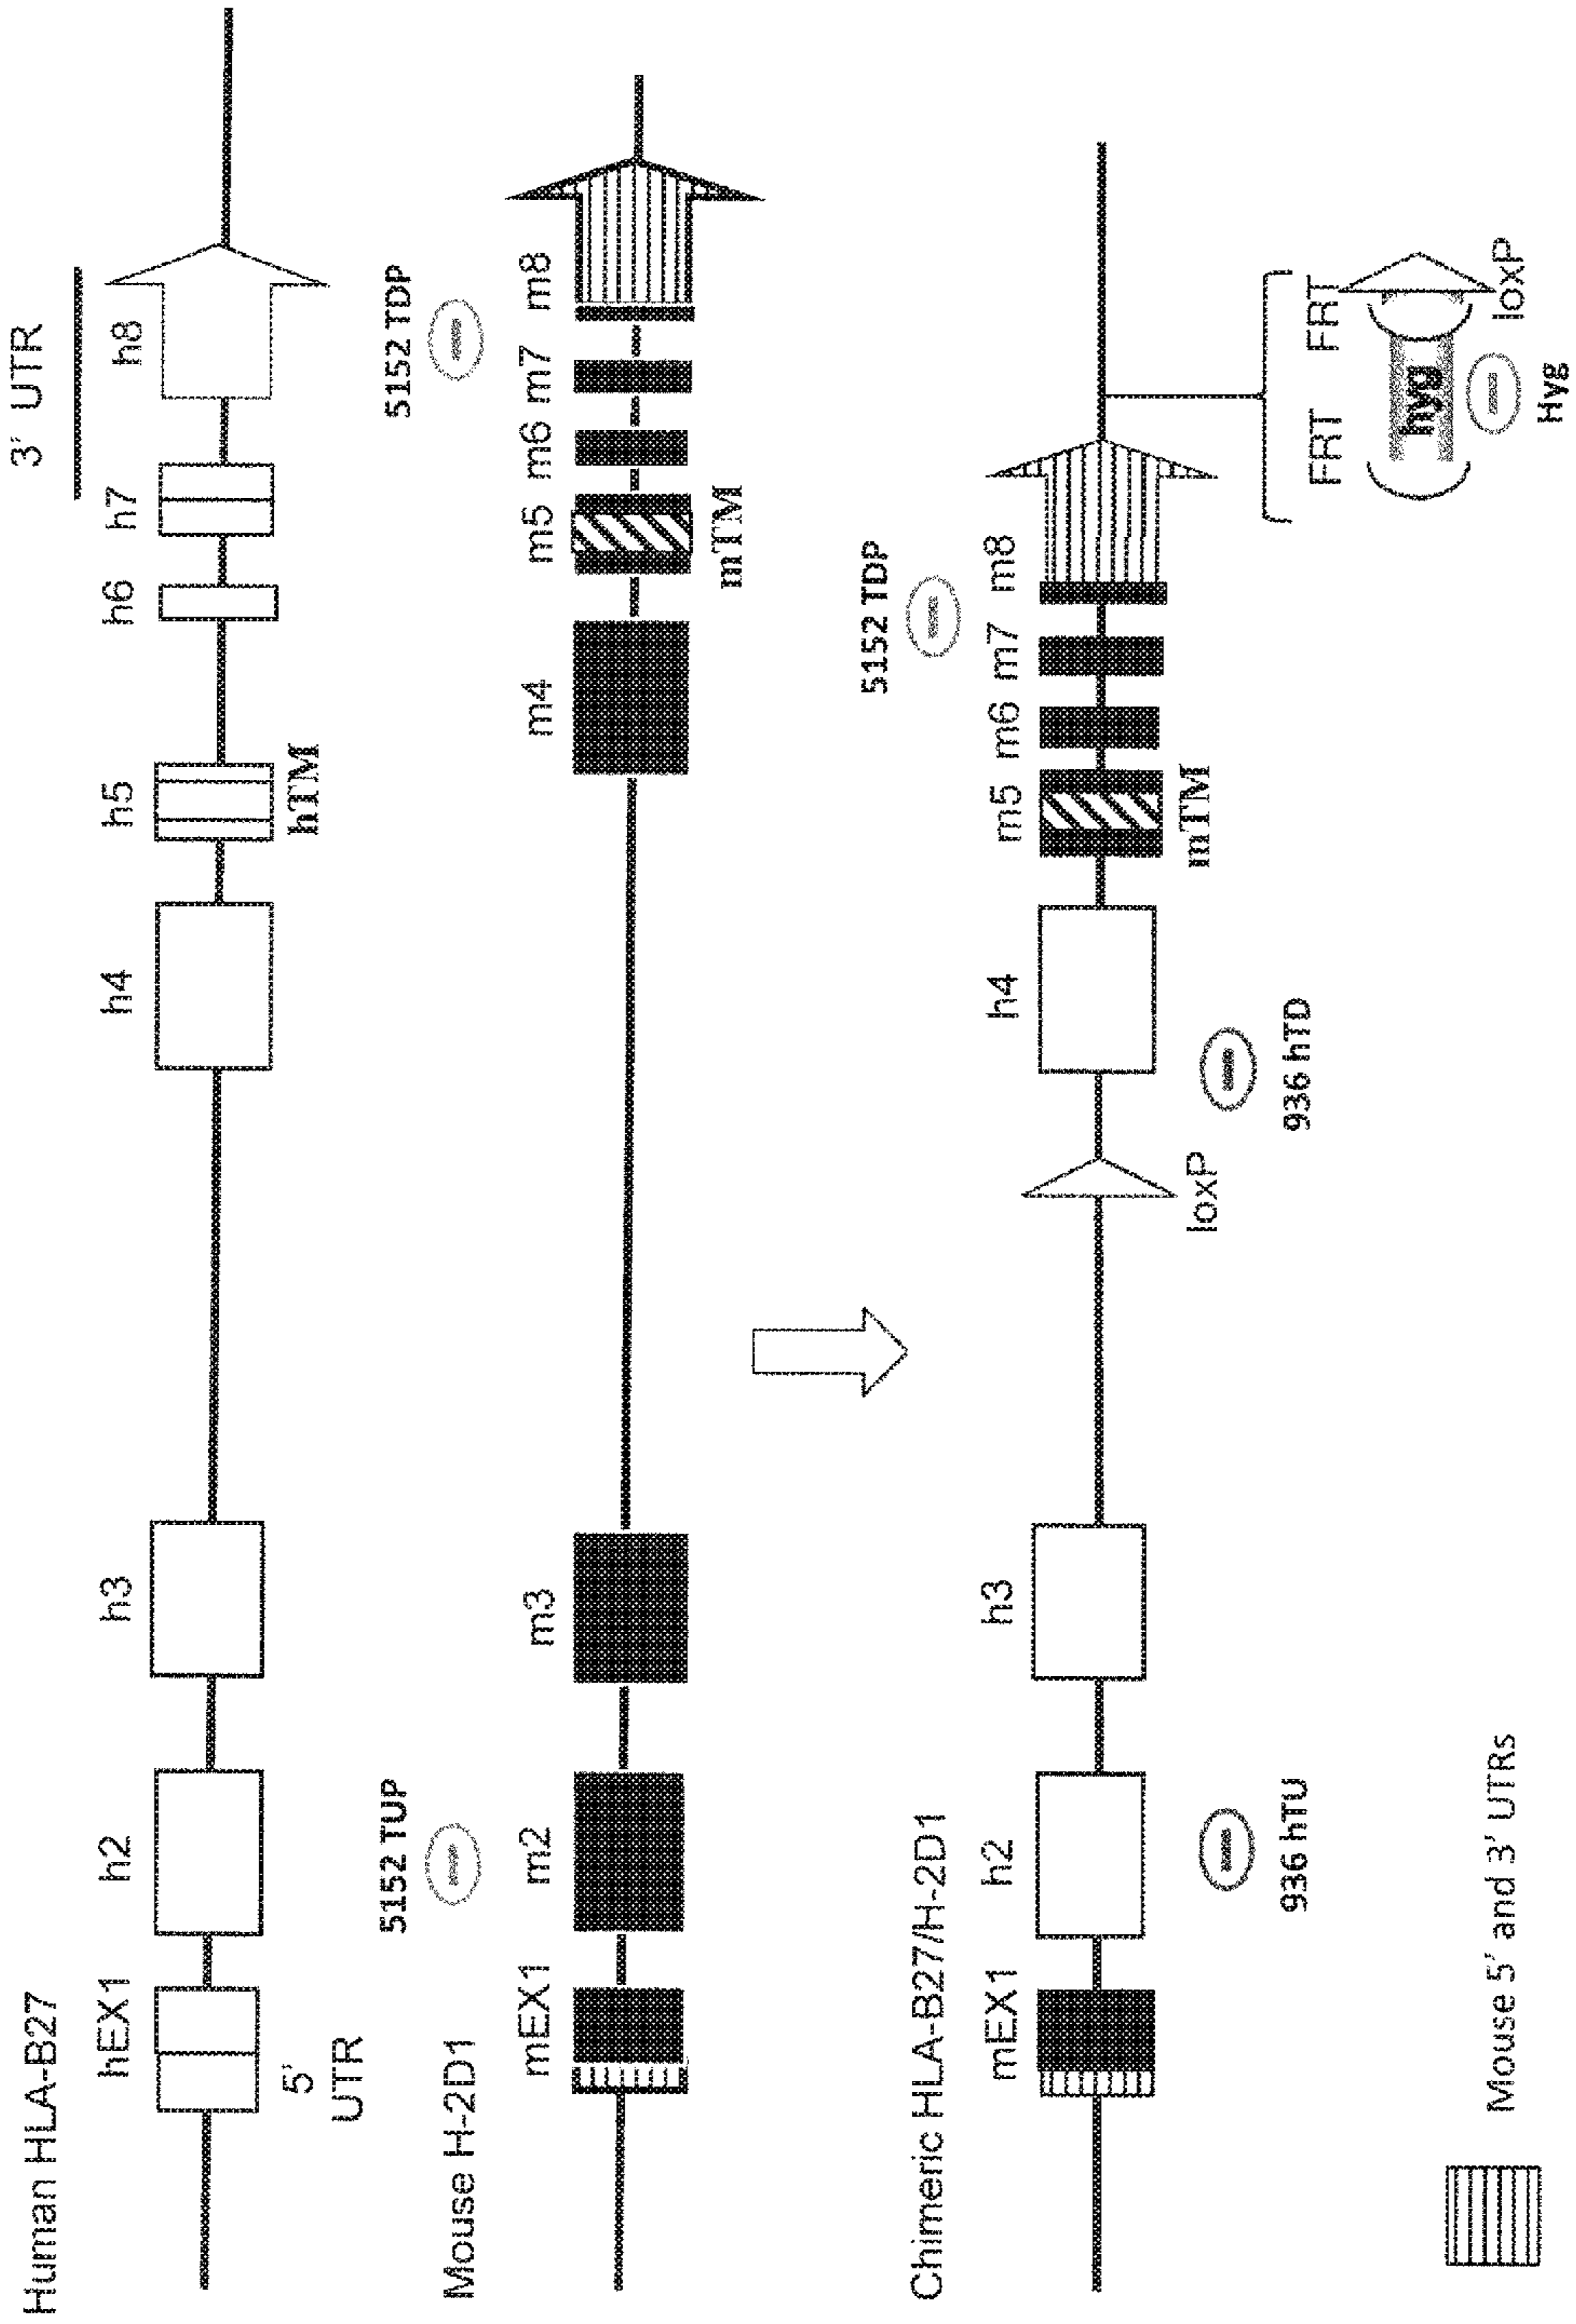 Human HLA-B27
3' UTR
hEX1 h2 h3 h4 h5 h6 h7 h8
5'
UTR
hTM
5152 TUP 5152 TDP
Mouse H-2D1
mEX1 m2 m3 m4 m5 m6 m7 m8
mTM
5152 TDP
Chimeric HLA-B27/H-2D1
mEX1 h2 h3 h4 m5 m6 m7 m8
mTM
loxP
936 hTU 936 hTD
FRT FRT
hyg
loxP
Hyg
Mouse 5' and 3' UTRs